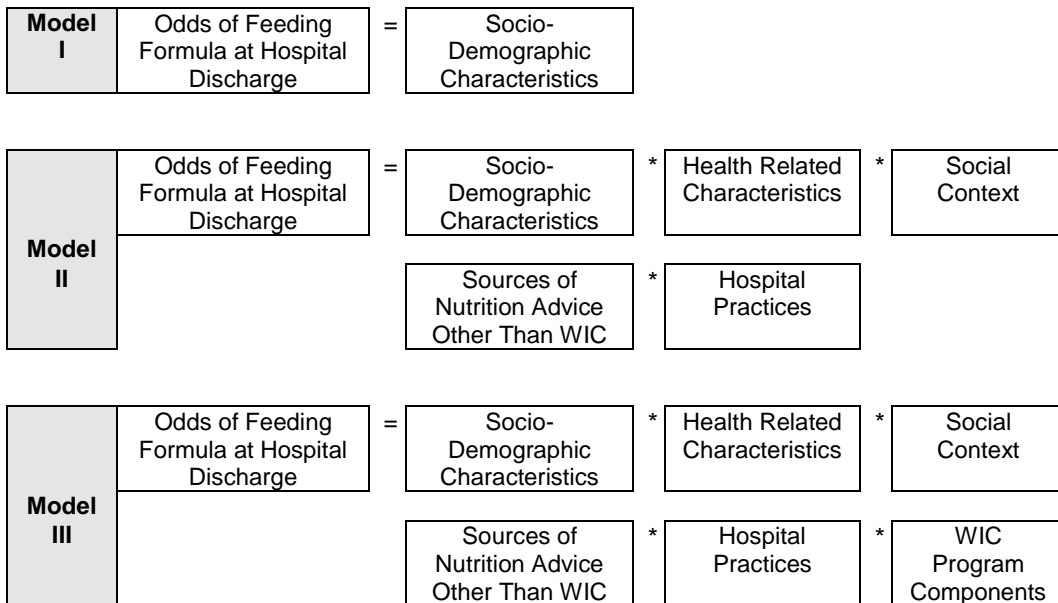 Model
I
Odds of Feeding
Formula at Hospital
Discharge
=
Socio-
Demographic
Characteristics
Model
II
Odds of Feeding
Formula at Hospital
Discharge
=
Socio-
Demographic
Characteristics
*
Health Related
Characteristics
*
Social
Context
Sources of
Nutrition Advice
Other Than WIC
*
Hospital
Practices
Model
III
Odds of Feeding
Formula at Hospital
Discharge
=
Socio-
Demographic
Characteristics
*
Health Related
Characteristics
*
Social
Context
Sources of
Nutrition Advice
Other Than WIC
*
Hospital
Practices
*
WIC
Program
Components